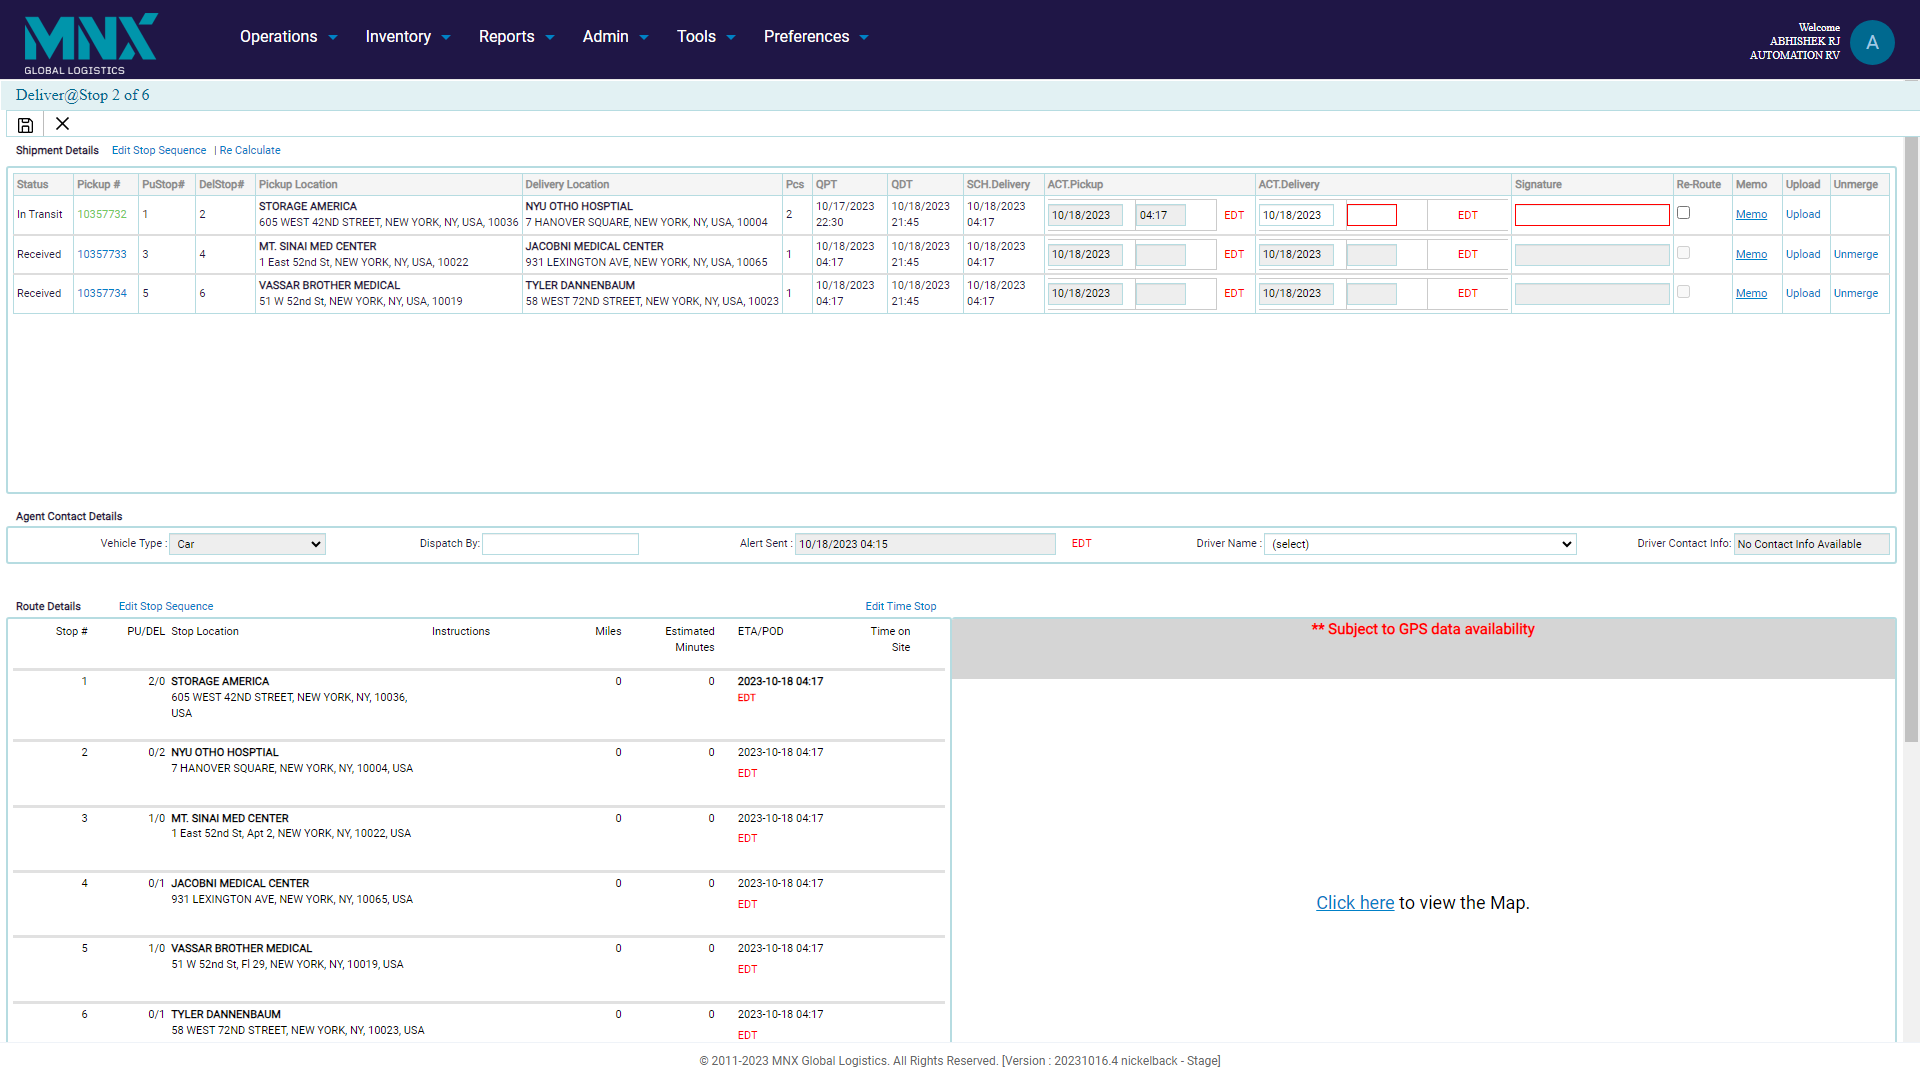 MNX
GLOBAL LOGISTICS
Operations Inventory Reports Admin Tools Preferences
Welcome
ABHISHEK RJ
AUTOMATION RV
A
Deliver@Stop 2 of 6
Shipment Details Edit Stop Sequence | Re Calculate
Status Pickup # PuStop# DelStop# Pickup Location Delivery Location Pcs QPT QDT SCH.Delivery ACT.Pickup ACT.Delivery Signature Re-Route Memo Upload Unmerge
STORAGE AMERICA NYU OTHO HOSPTIAL 10/17/2023 10/18/2023 10/18/2023
In Transit 10357732 1 2 2 10/18/2023 04:17 EDT 10/18/2023 EDT Memo Upload
605 WEST 42ND STREET, NEW YORK, NY, USA, 10036 7 HANOVER SQUARE, NEW YORK, NY, USA, 10004 22:30 21:45 04:17
MT. SINAI MED CENTER JACOBNI MEDICAL CENTER 10/18/2023 10/18/2023 10/18/2023
Received 10357733 3 4 1 10/18/2023 EDT 10/18/2023 EDT Memo Upload Unmerge
1 East 52nd St, NEW YORK, NY, USA, 10022 931 LEXINGTON AVE, NEW YORK, NY, USA, 10065 04:17 21:45 04:17
VASSAR BROTHER MEDICAL TYLER DANNENBAUM 10/18/2023 10/18/2023 10/18/2023
Received 10357734 5 6 1 10/18/2023 EDT 10/18/2023 EDT Memo Upload Unmerge
51 W 52nd St, NEW YORK, NY, USA, 10019 58 WEST 72ND STREET, NEW YORK, NY, USA, 10023 04:17 21:45 04:17
Agent Contact Details
Vehicle Type : Car Dispatch By: Alert Sent : 10/18/2023 04:15 EDT Driver Name : (select) Driver Contact Info: No Contact Info Available
Route Details Edit Stop Sequence Edit Time Stop
Stop # PU/DEL Stop Location Instructions Miles Estimated ETA/POD Time on
Minutes Site
** Subject to GPS data availability
1 2/0 STORAGE AMERICA 0 0 2023-10-18 04:17
605 WEST 42ND STREET, NEW YORK, NY, 10036, EDT
USA
2 0/2 NYU OTHO HOSPTIAL 0 0 2023-10-18 04:17
7 HANOVER SQUARE, NEW YORK, NY, 10004, USA EDT
3 1/0 MT. SINAI MED CENTER 0 0 2023-10-18 04:17
1 East 52nd St, Apt 2, NEW YORK, NY, 10022, USA EDT
4 0/1 JACOBNI MEDICAL CENTER 0 0 2023-10-18 04:17
931 LEXINGTON AVE, NEW YORK, NY, 10065, USA EDT
Click here to view the Map.
5 1/0 VASSAR BROTHER MEDICAL 0 0 2023-10-18 04:17
51 W 52nd St, Fl 29, NEW YORK, NY, 10019, USA EDT
6 0/1 TYLER DANNENBAUM 0 0 2023-10-18 04:17
58 WEST 72ND STREET, NEW YORK, NY, 10023, USA EDT
© 2011-2023 MNX Global Logistics. All Rights Reserved. [Version : 20231016.4 nickelback - Stage]